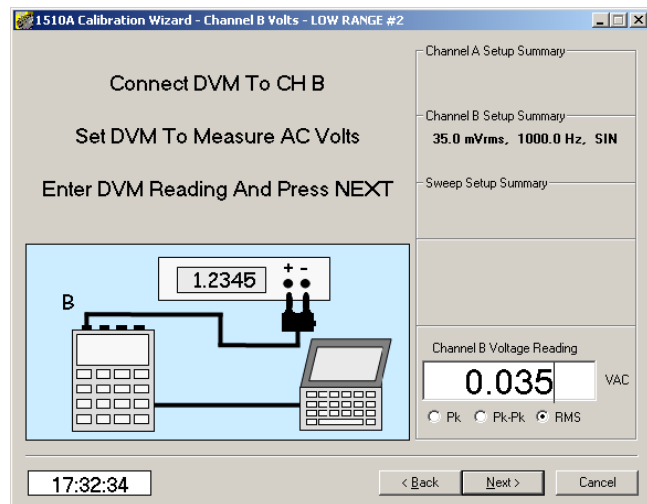 1510A Calibration Wizard - Channel B Volts - LOW RANGE #2
Connect DVM To CH B
Set DVM To Measure AC Volts
Enter DVM Reading And Press NEXT
Channel A Setup Summary
Channel B Setup Summary
35.0 mVrms, 1000.0 Hz, SIN
Sweep Setup Summary
1.2345
+ -
B
Channel B Voltage Reading
0.035 VAC
Pk Pk-Pk RMS
17:32:34
< Back Next > Cancel